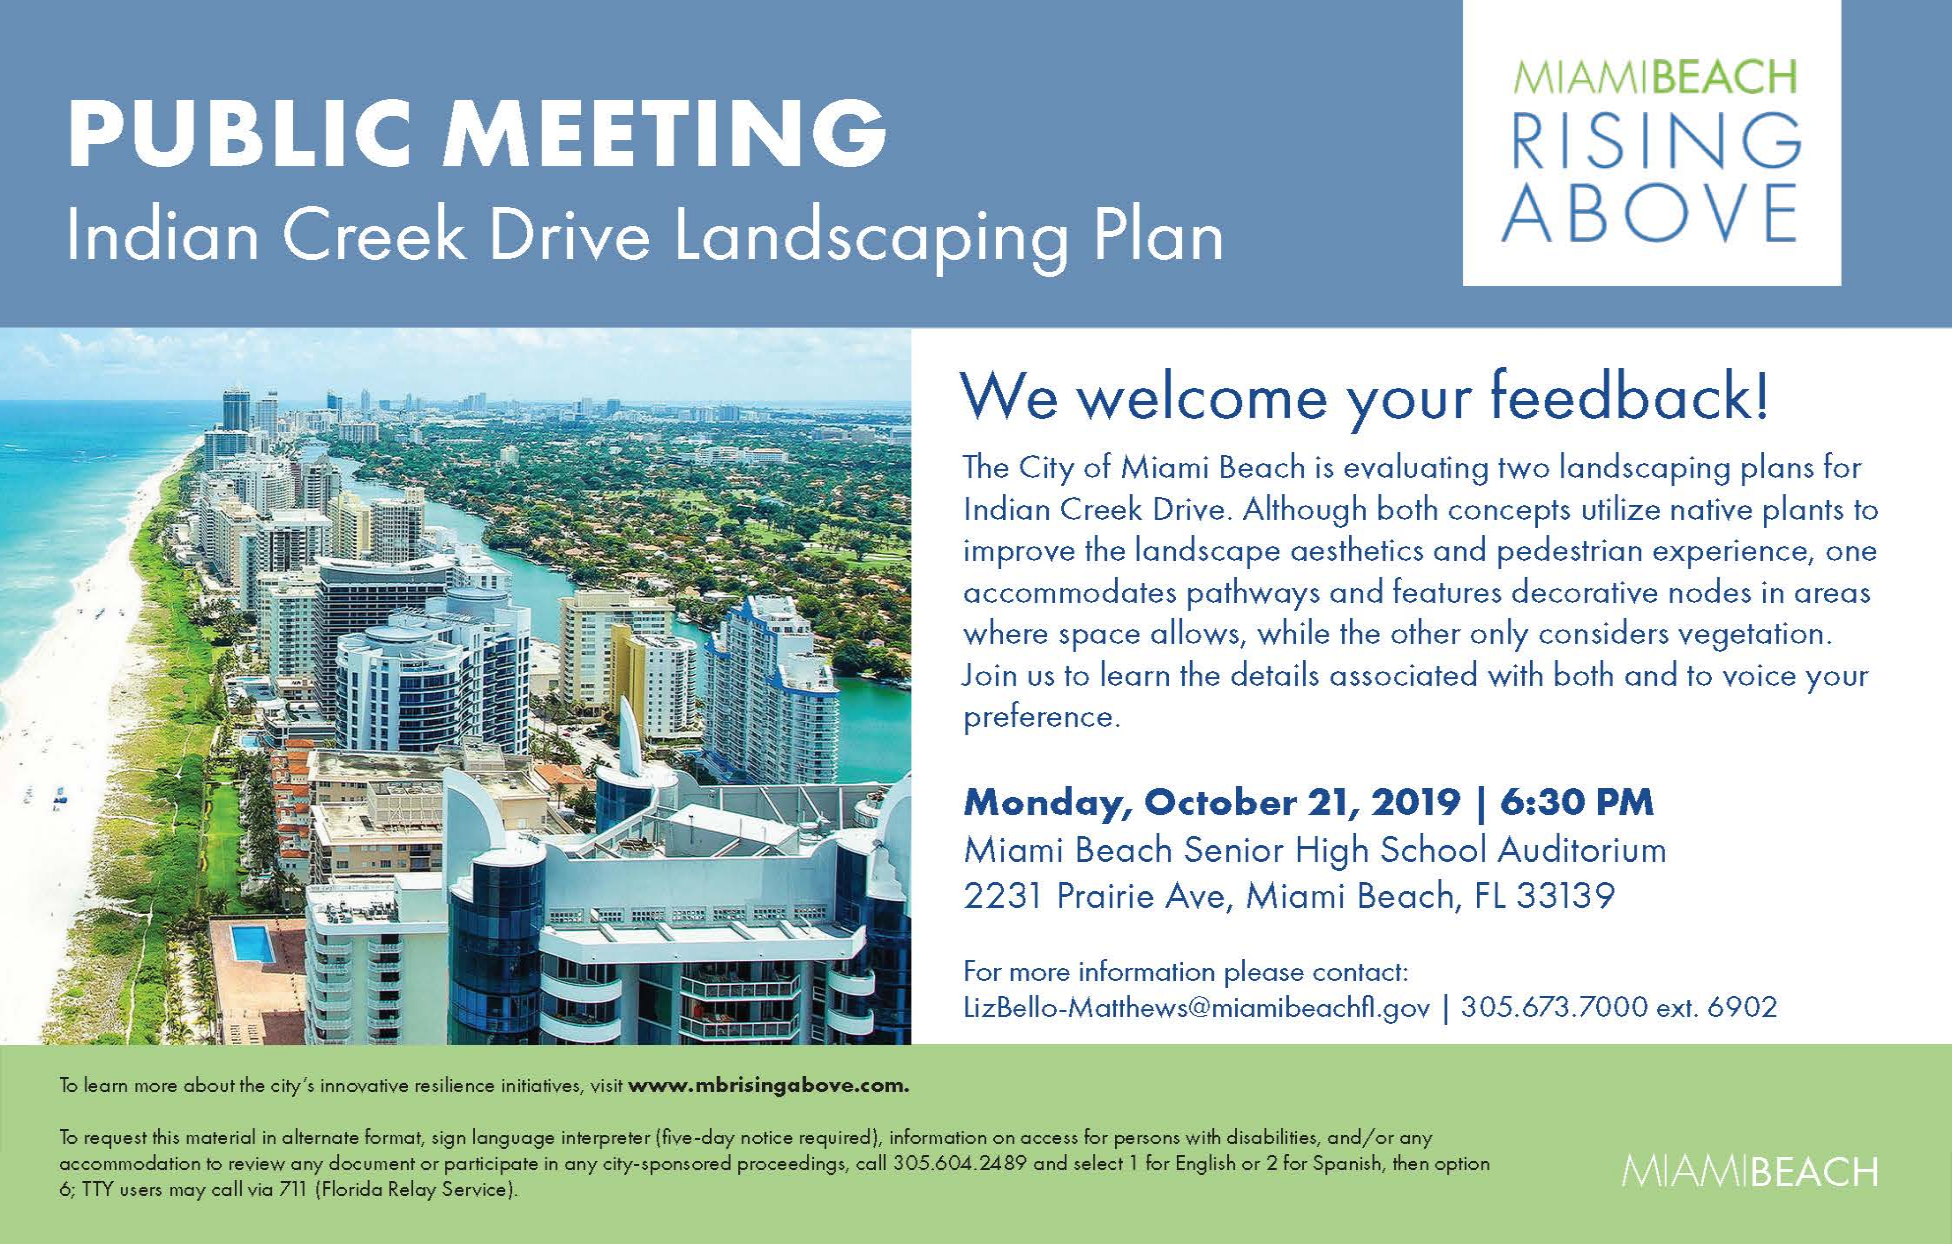 PUBLIC MEETING
Indian Creek Drive Landscaping Plan
MIAMIBEACH
RISING
ABOVE
We welcome your feedback!
The City of Miami Beach is evaluating two landscaping plans for
Indian Creek Drive. Although both concepts utilize native plants to
improve the landscape aesthetics and pedestrian experience, one
accommodates pathways and features decorative nodes in areas
where space allows, while the other only considers vegetation.
Join us to learn the details associated with both and to voice your
preference.
Monday, October 21, 2019 | 6:30 PM
Miami Beach Senior High School Auditorium
2231 Prairie Ave, Miami Beach, FL 33139
For more information please contact:
LizBello-Matthews@miamibeachfl.gov | 305.673.7000 ext. 6902
To learn more about the city's innovative resilience initiatives, visit www.mbrisingabove.com.
To request this material in alternate format, sign language interpreter (five-day notice required), information on access for persons with disabilities, and/or any
accommodation to review any document or participate in any city-sponsored proceedings, call 305.604.2489 and select 1 for English or 2 for Spanish, then option
6; TTY users may call via 711 (Florida Relay Service).
MIAMIBEACH